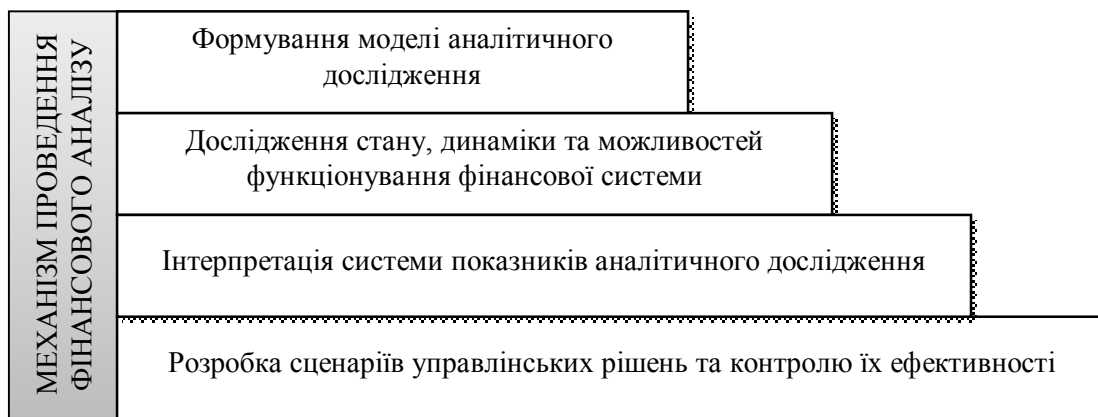 МЕХАНІЗМ ПРОВЕДЕННЯ
ФІНАНСОВОГО АНАЛІЗУ
Формування моделі аналітичного
дослідження
Дослідження стану, динаміки та можливостей
функціонування фінансової системи
Інтерпретація системи показників аналітичного дослідження
Розробка сценаріїв управлінських рішень та контролю їх ефективності